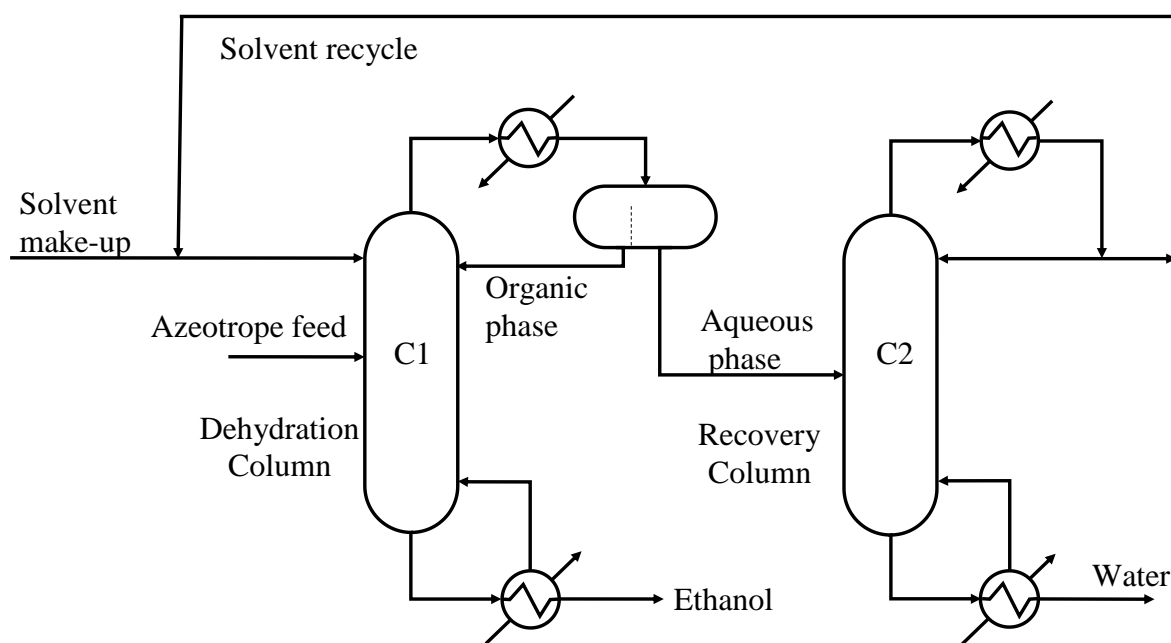 Solvent recycle
Solvent
make-up
Organic
phase
Azeotrope feed
Aqueous
phase
C1
C2
Dehydration
Column
Recovery
Column
Ethanol
Water